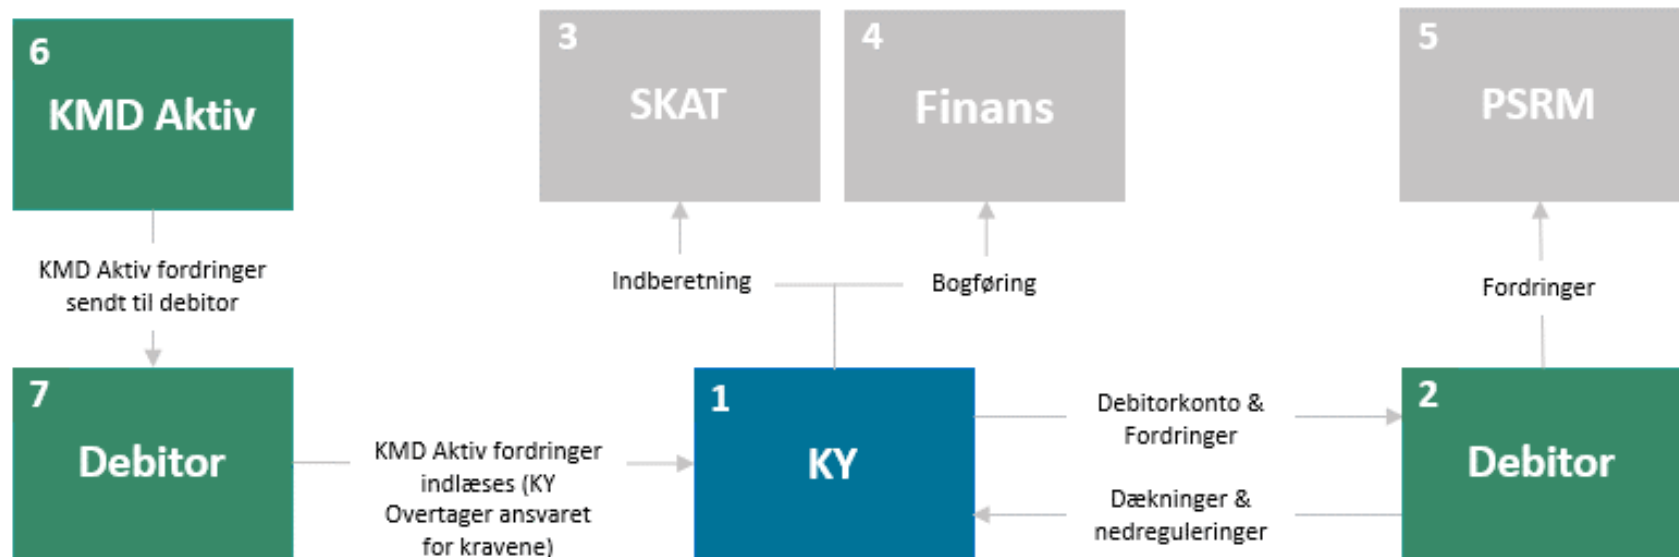 6
KMD Aktiv
3
SKAT
4
Finans
5
PSRM
KMD Aktiv fordringer
sendt til debitor
Indberetning
Bogføring
Fordringer
7
Debitor
KMD Aktiv fordringer
indlæses (KY
Overtager ansvaret
for kravene)
1
KY
Debitorkonto &
Fordringer
Dækninger &
nedreguleringer
2
Debitor